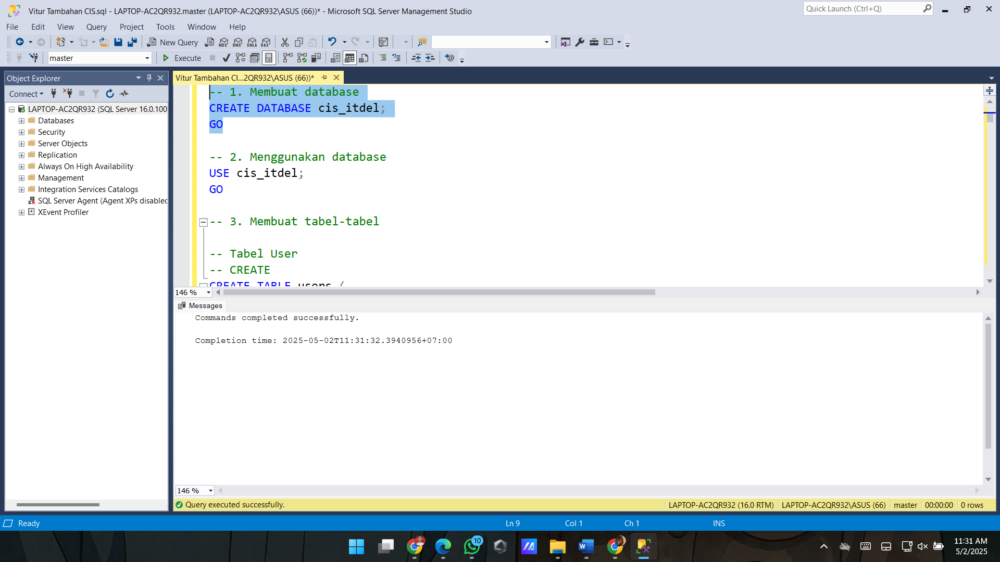 Vitur Tambahan CIS.sql - LAPTOP-AC2QR932.master (LAPTOP-AC2QR932\ASUS (66))* - Microsoft SQL Server Management Studio
Quick Launch (Ctrl+Q)
File Edit View Query Project Tools Window Help
New Query
MDX DMX XMLA DAX
master
Execute
Object Explorer
Connect
LAPTOP-AC2QR932 (SQL Server 16.0.100
Databases
Security
Server Objects
Replication
Always On High Availability
Management
Integration Services Catalogs
SQL Server Agent (Agent XPs disabled
XEvent Profiler
Vitur Tambahan CI...2QR932\ASUS (66))*
-- 1. Membuat database
CREATE DATABASE cis_itdel;
GO
-- 2. Menggunakan database
USE cis_itdel;
GO
-- 3. Membuat tabel-tabel
-- Tabel User
-- CREATE
CREATE TABLE users (
146 %
Messages
Commands completed successfully.
Completion time: 2025-05-02T11:31:32.3940956+07:00
146 %
Query executed successfully.
LAPTOP-AC2QR932 (16.0 RTM) LAPTOP-AC2QR932\ASUS (66) master 00:00:00 0 rows
Ready
Ln 9 Col 1 Ch 1 INS
10
11:31 AM
5/2/2025